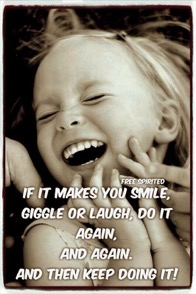 FREE SPIRITED
IF IT MAKES YOU SMILE,
GIGGLE OR LAUGH, DO IT
AGAIN,
AND AGAIN.
AND THEN KEEP DOING IT!